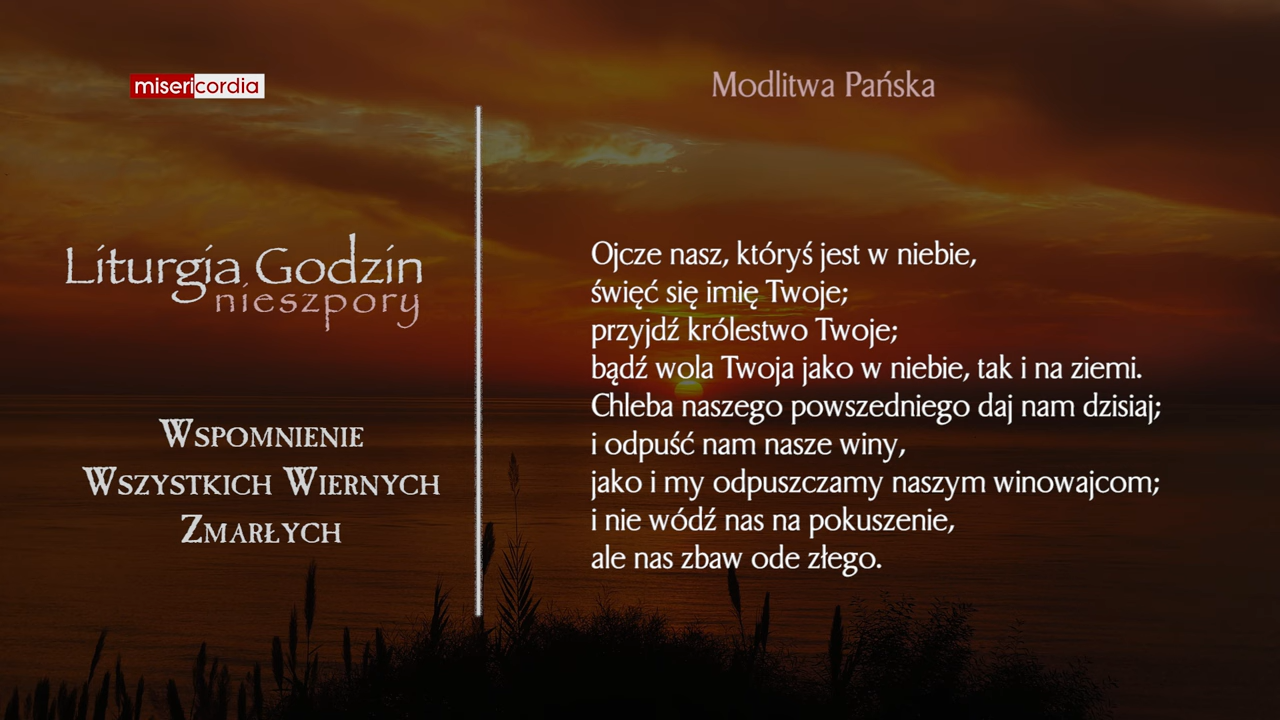 misericordia
Liturgia Godzin
nieszpory
Wspomnienie
Wszystkich Wiernych
Zmarłych
Modlitwa Pańska
Ojcze nasz, któryś jest w niebie,
święć się imię Twoje;
przyjdź królestwo Twoje;
bądź wola Twoja jako w niebie, tak i na ziemi.
Chleba naszego powszedniego daj nam dzisiaj;
i odpuść nam nasze winy,
jako i my odpuszczamy naszym winowajcom;
i nie wódź nas na pokuszenie,
ale nas zbaw ode złego.